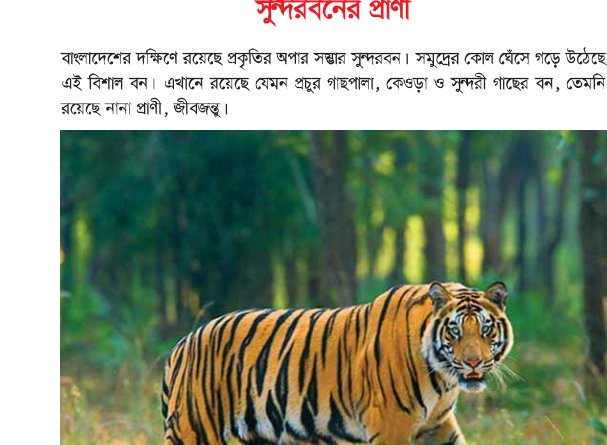 সুন্দরবনের প্রাণী
বাংলাদেশের দক্ষিণে রয়েছে প্রকৃতির অপার সম্ভার সুন্দরবন। সমুদ্রের কোল ঘেঁসে গড়ে উঠেছে
এই বিশাল বন। এখানে রয়েছে যেমন প্রচুর গাছপালা, কেওড়া ও সুন্দরী গাছের বন, তেমনি
রয়েছে নানা প্রাণী, জীবজন্তু।